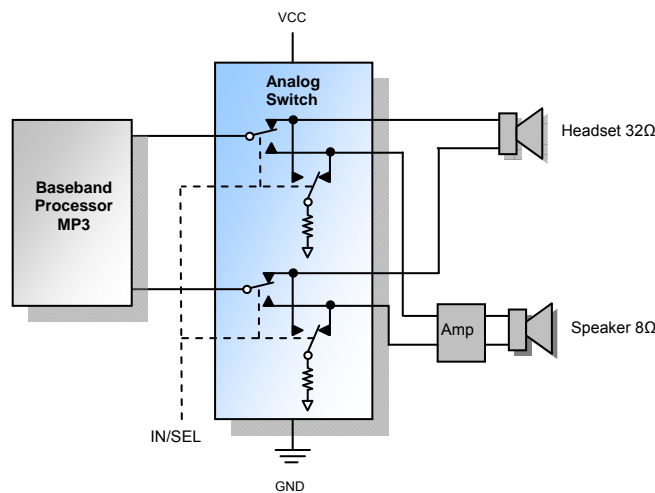 VCC
Analog
Switch
Headset 32Ω
Baseband
Processor
MP3
Amp
Speaker 8Ω
IN/SEL
GND